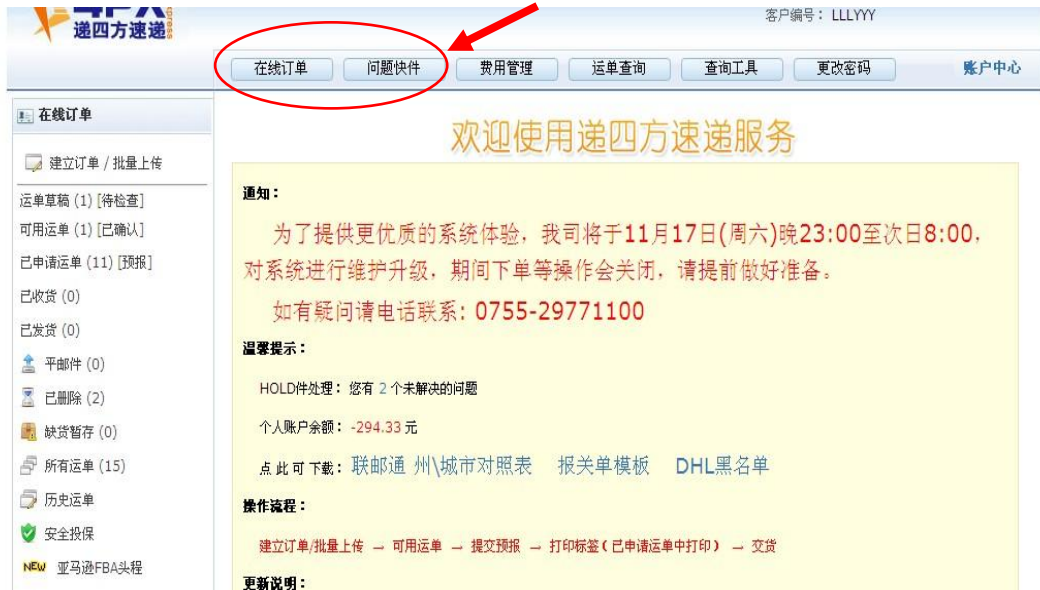 递四方速递
客户编号： LLLYYY
在线订单 问题快件 费用管理 运单查询 查询工具 更改密码 账户中心
在线订单
建立订单 / 批量上传
运单草稿 (1) [待检查]
可用运单 (1) [已确认]
已申请运单 (11) [预报]
已收货 (0)
已发货 (0)
平邮件 (0)
已删除 (2)
缺货暂存 (0)
所有运单 (15)
历史运单
安全投保
NEW 亚马逊FBA头程
欢迎使用递四方速递服务
通知：
为了提供更优质的系统体验，我司将于11月17日(周六)晚23:00至次日8:00，
对系统进行维护升级，期间下单等操作会关闭，请提前做好准备。
如有疑问请电话联系: 0755-29771100
温馨提示：
HOLD件处理： 您有 2 个未解决的问题
个人账户余额： -294.33 元
点此可下载： 联邮通 州\城市对照表 报关单模板 DHL黑名单
操作流程：
建立订单/批量上传 → 可用运单 → 提交预报 → 打印标签(已申请运单中打印) → 交货
更新说明：